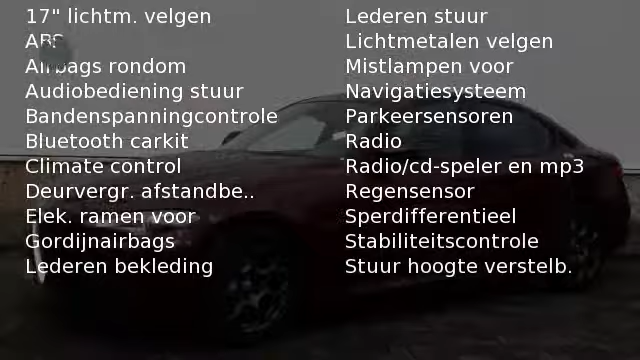 17" lichtm. velgen
ABS
Airbags rondom
Audiobediening stuur
Bandenspanningcontrole
Bluetooth carkit
Climate control
Deurvergr. afstandbe..
Elek. ramen voor
Gordijnairbags
Lederen bekleding
Lederen stuur
Lichtmetalen velgen
Mistlampen voor
Navigatiesysteem
Parkeersensoren
Radio
Radio/cd-speler en mp3
Regensensor
Sperdifferentieel
Stabiliteitscontrole
Stuur hoogte verstelb.